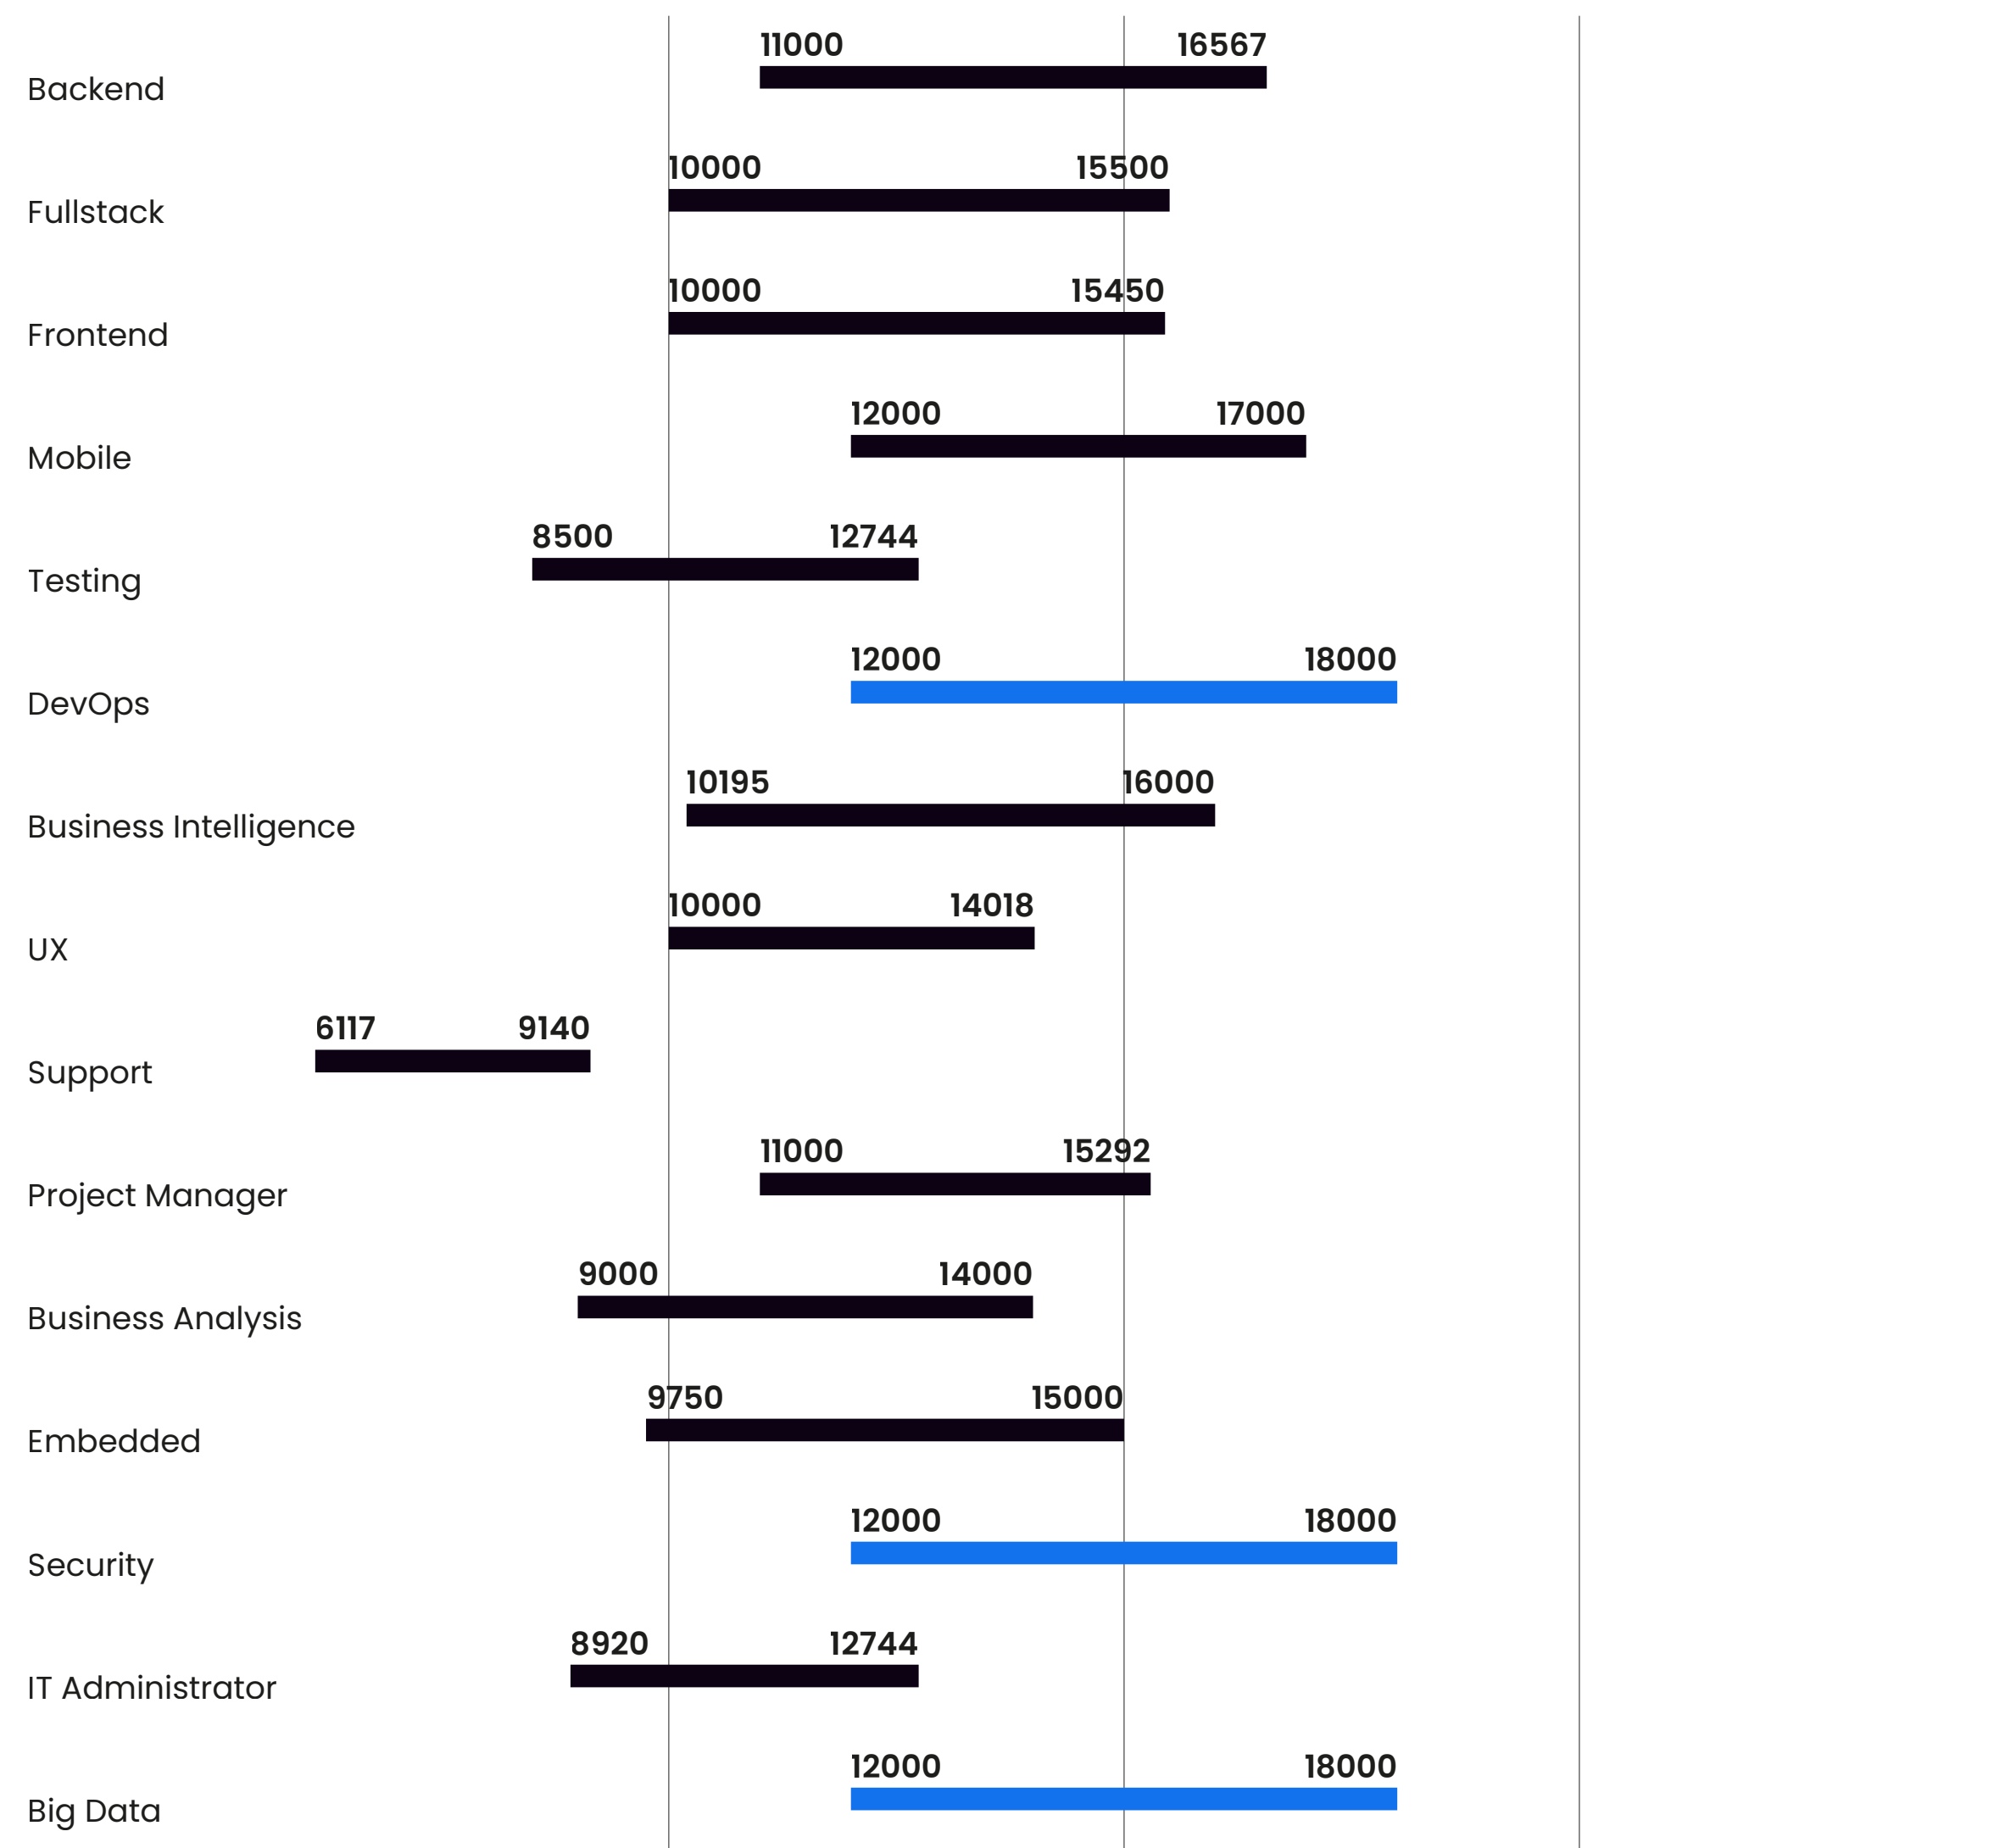 11000 16567
Backend
10000 15500
Fullstack
10000 15450
Frontend
12000 17000
Mobile
8500 12744
Testing
12000 18000
DevOps
10195 16000
Business Intelligence
10000 14018
UX
6117 9140
Support
11000 15292
Project Manager
9000 14000
Business Analysis
9750 15000
Embedded
12000 18000
Security
8920 12744
IT Administrator
12000 18000
Big Data